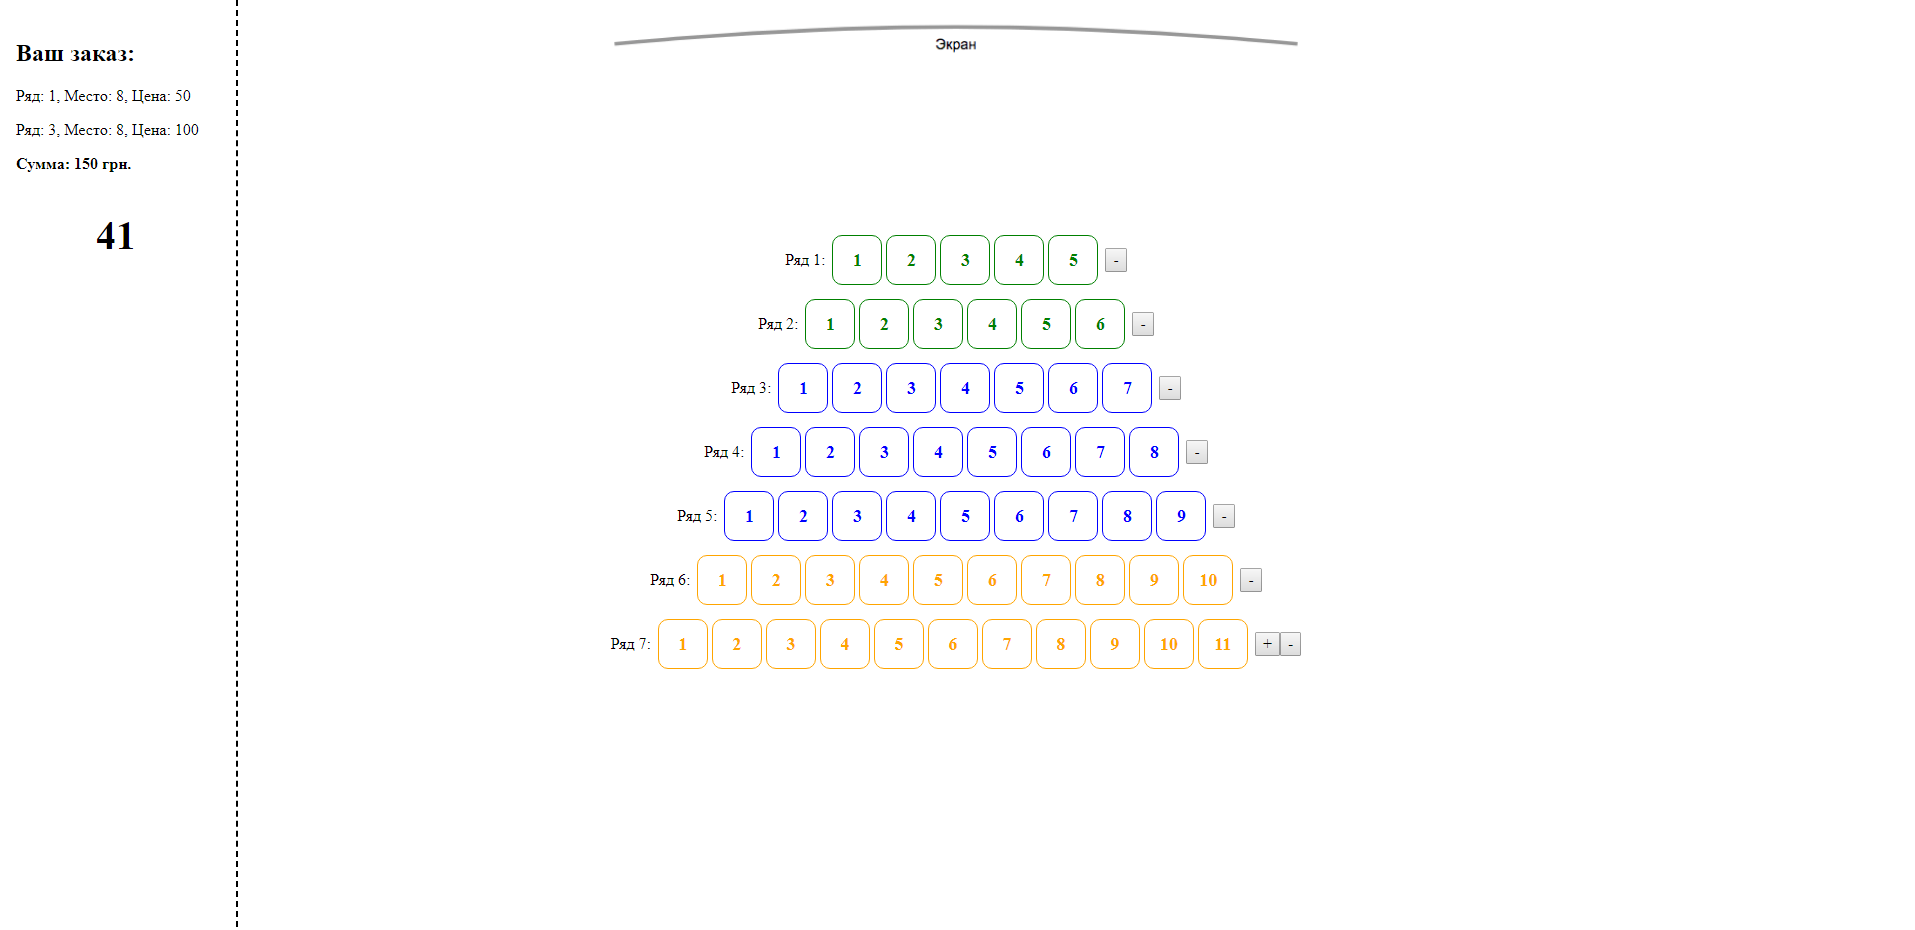 Ваш заказ:
Ряд: 1, Место: 8, Цена: 50
Ряд: 3, Место: 8, Цена: 100
Сумма: 150 грн.
41
Экран
Ряд 1: 1 2 3 4 5 -
Ряд 2: 1 2 3 4 5 6 -
Ряд 3: 1 2 3 4 5 6 7 -
Ряд 4: 1 2 3 4 5 6 7 8 -
Ряд 5: 1 2 3 4 5 6 7 8 9 -
Ряд 6: 1 2 3 4 5 6 7 8 9 10 -
Ряд 7: 1 2 3 4 5 6 7 8 9 10 11 + -